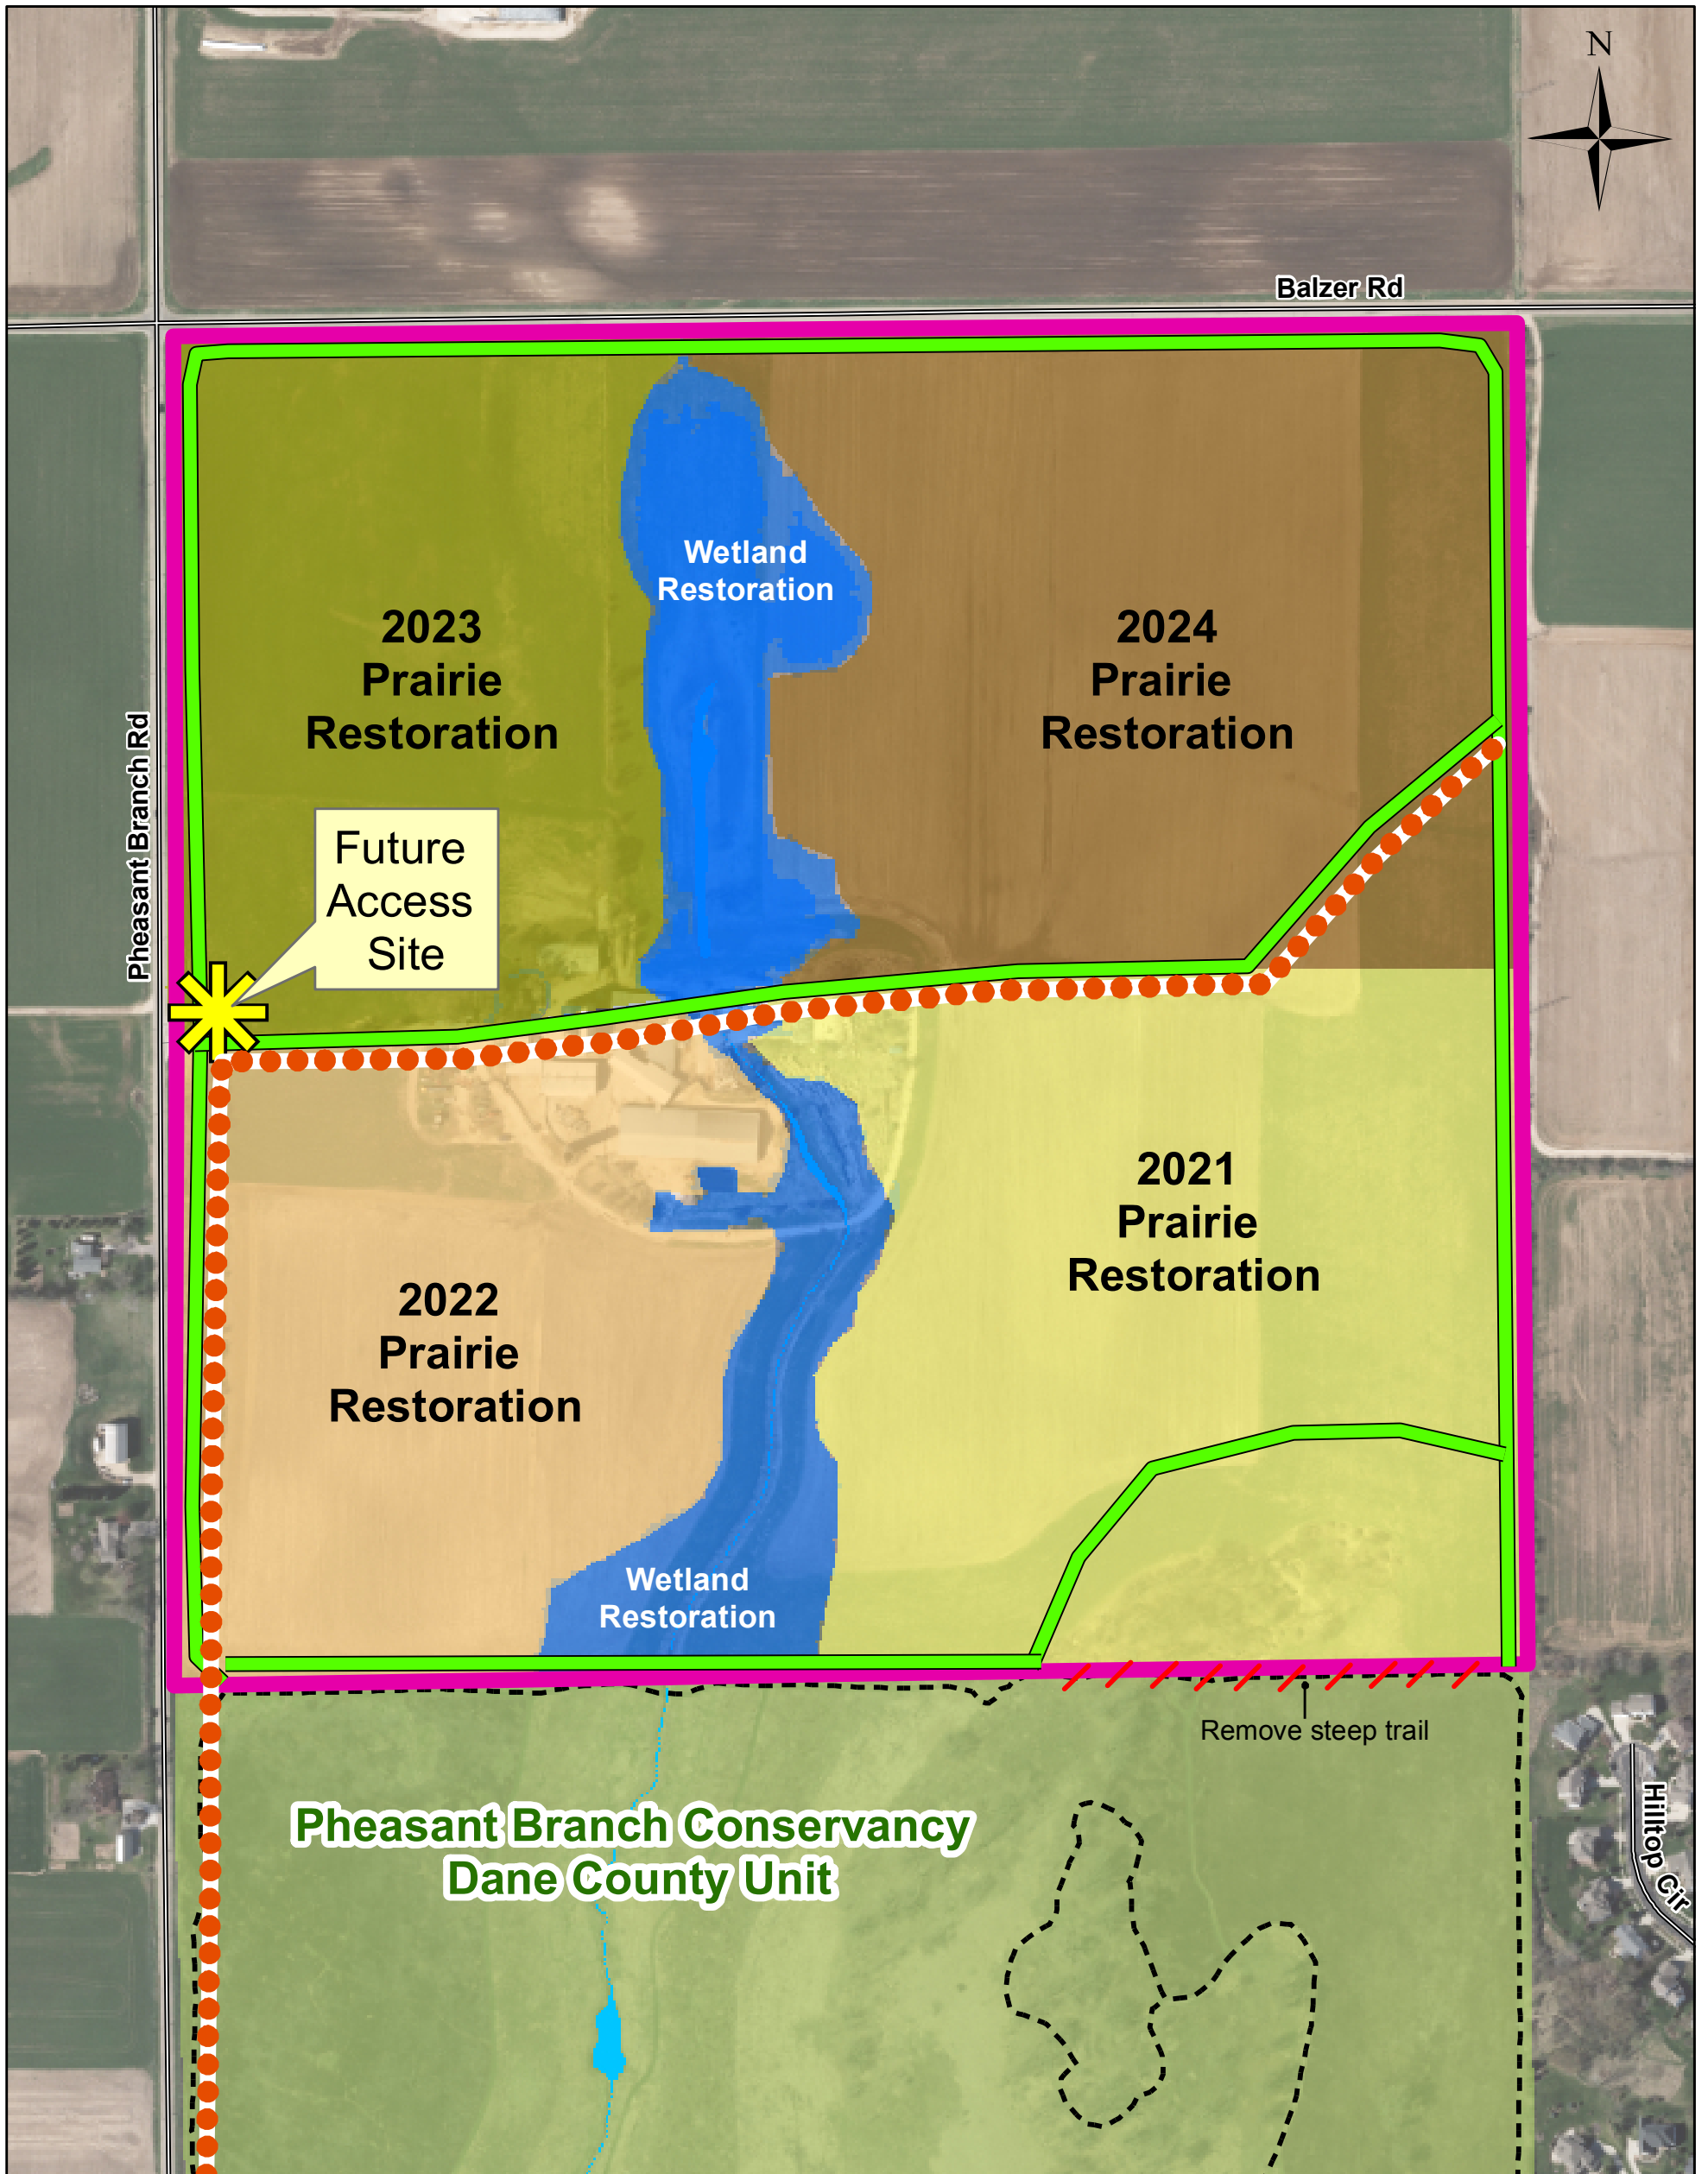 N
Balzer Rd
Wetland
Restoration
2023
Prairie
Restoration
2024
Prairie
Restoration
Pheasant Branch Rd
Future
Access
Site
2021
Prairie
Restoration
2022
Prairie
Restoration
Wetland
Restoration
Remove steep trail
Pheasant Branch Conservancy
Dane County Unit
Hilltop Cir